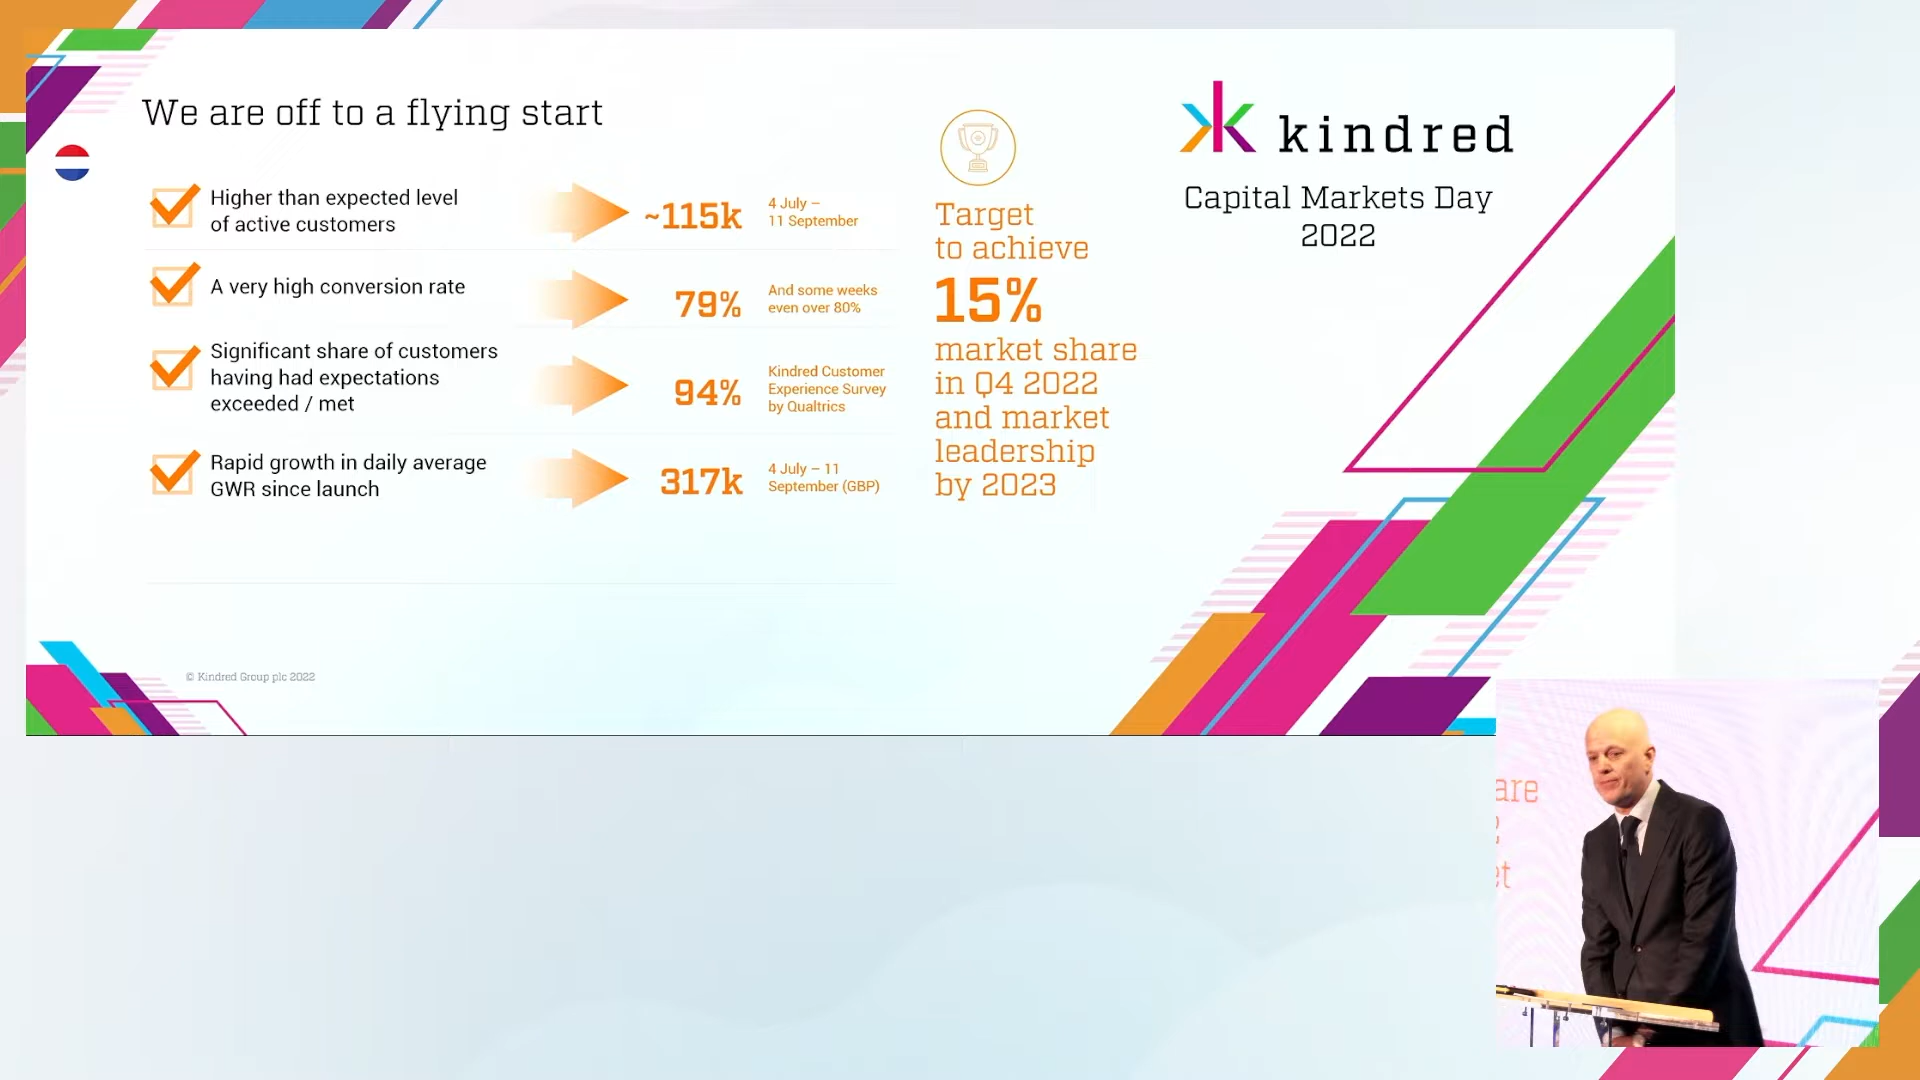 We are off to a flying start
Higher than expected level
of active customers
~115k
4 July –
11 September
A very high conversion rate
79%
And some weeks
even over 80%
Significant share of customers
having had expectations
exceeded / met
94%
Kindred Customer
Experience Survey
by Qualtrics
Rapid growth in daily average
GWR since launch
317k
4 July – 11
September (GBP)
Target
to achieve
15%
market share
in Q4 2022
and market
leadership
by 2023
kindred
Capital Markets Day
2022
© Kindred Group plc 2022
are
et